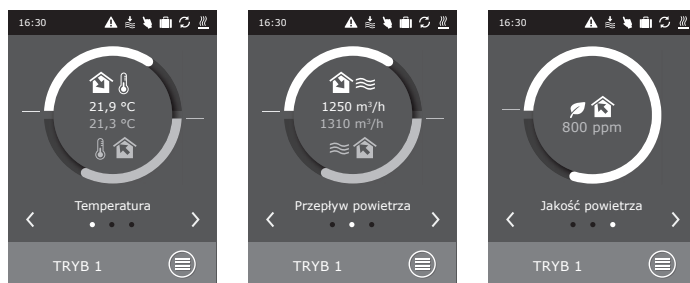 16:30
21,9 °C
21,3 °C
Temperatura
TRYB 1
16:30
1250 m³/h
1310 m³/h
Przepływ powietrza
TRYB 1
16:30
800 ppm
Jakość powietrza
TRYB 1